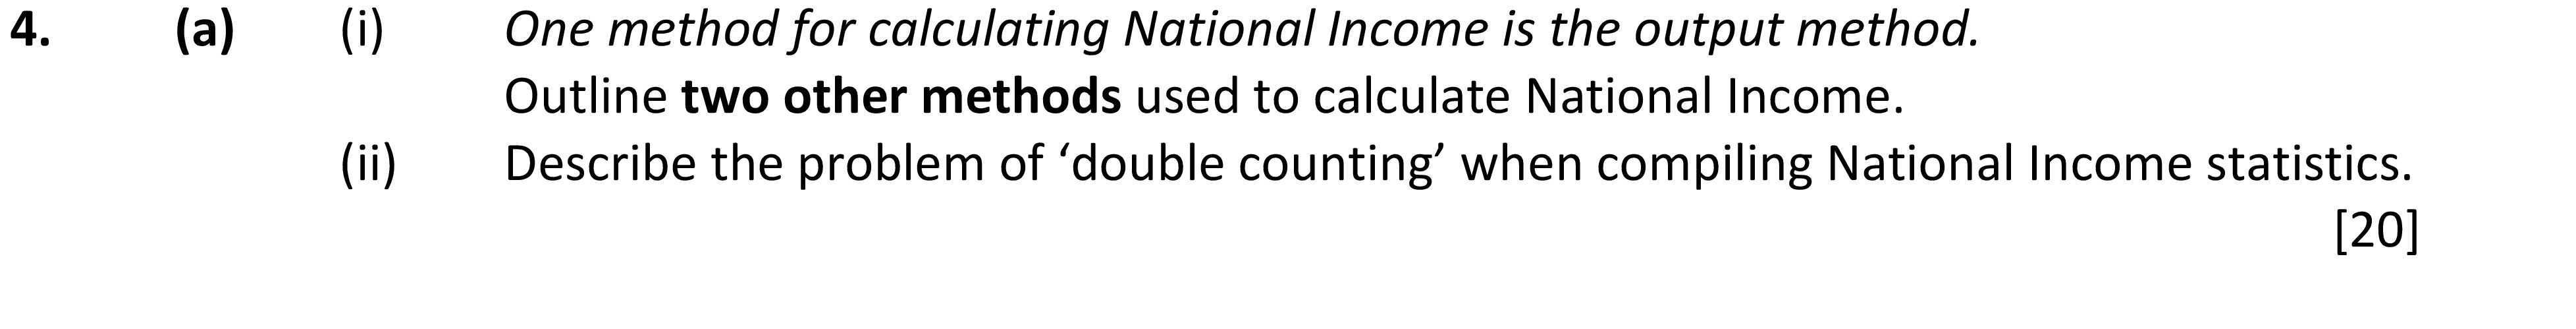 4. (a) (i) One method for calculating National Income is the output method.
Outline two other methods used to calculate National Income.
(ii) Describe the problem of ‘double counting’ when compiling National Income statistics.
[20]